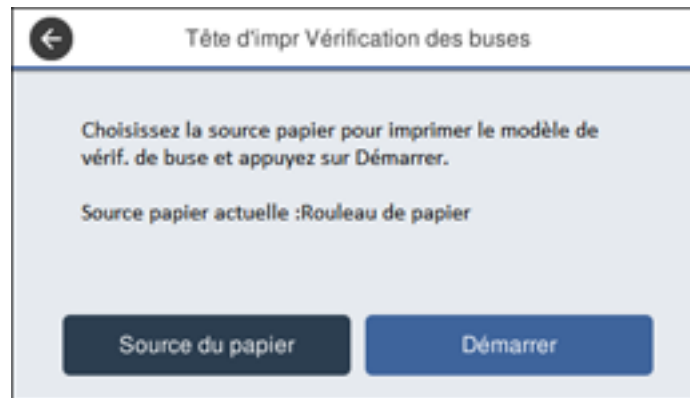 Tête d'impr Vérification des buses
Choisissez la source papier pour imprimer le modèle de
vérif. de buse et appuyez sur Démarrer.
Source papier actuelle :Rouleau de papier
Source du papier
Démarrer